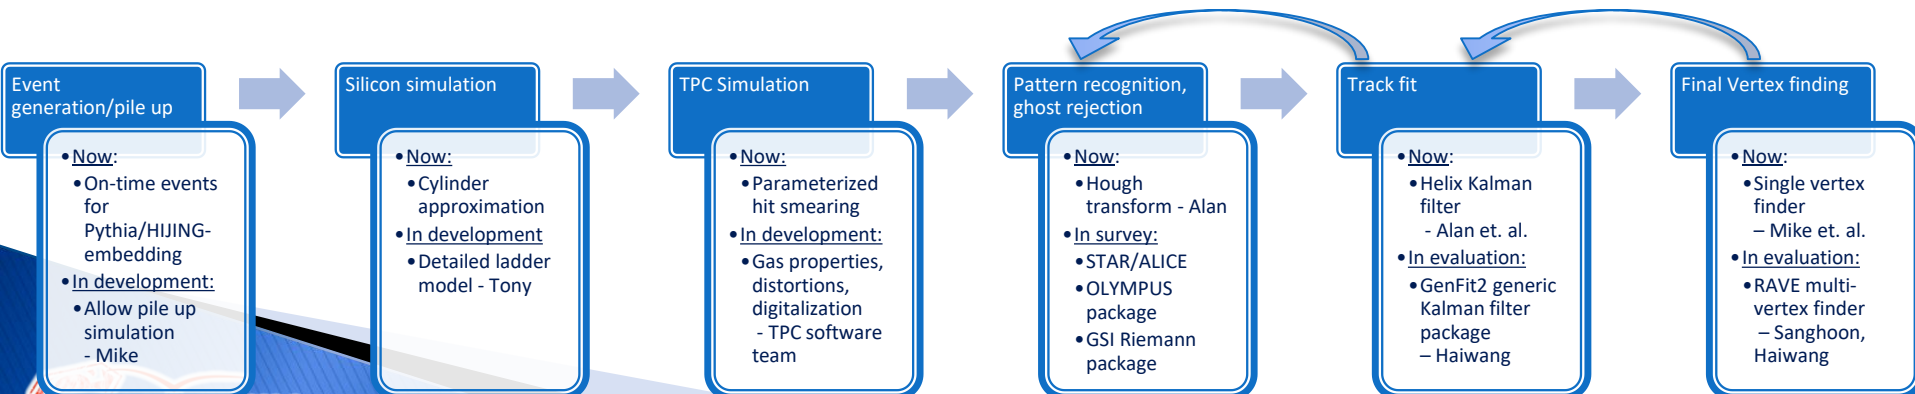 Event
generation/pile up
•Now:
•On-time events
for
Pythia/HIJING-
embedding
•In development:
•Allow pile up
simulation
- Mike
Silicon simulation
•Now:
•Cylinder
approximation
•In development
•Detailed ladder
model - Tony
TPC Simulation
•Now:
•Parameterized
hit smearing
•In development:
•Gas properties,
distortions,
digitalization
- TPC software
team
Pattern recognition,
ghost rejection
•Now:
•Hough
transform - Alan
•In survey:
•STAR/ALICE
•OLYMPUS
package
•GSI Riemann
package
Track fit
•Now:
•Helix Kalman
filter
- Alan et. al.
•In evaluation:
•GenFit2 generic
Kalman filter
package
– Haiwang
Final Vertex finding
•Now:
•Single vertex
finder
– Mike et. al.
•In evaluation:
•RAVE multi-
vertex finder
– Sanghoon,
Haiwang